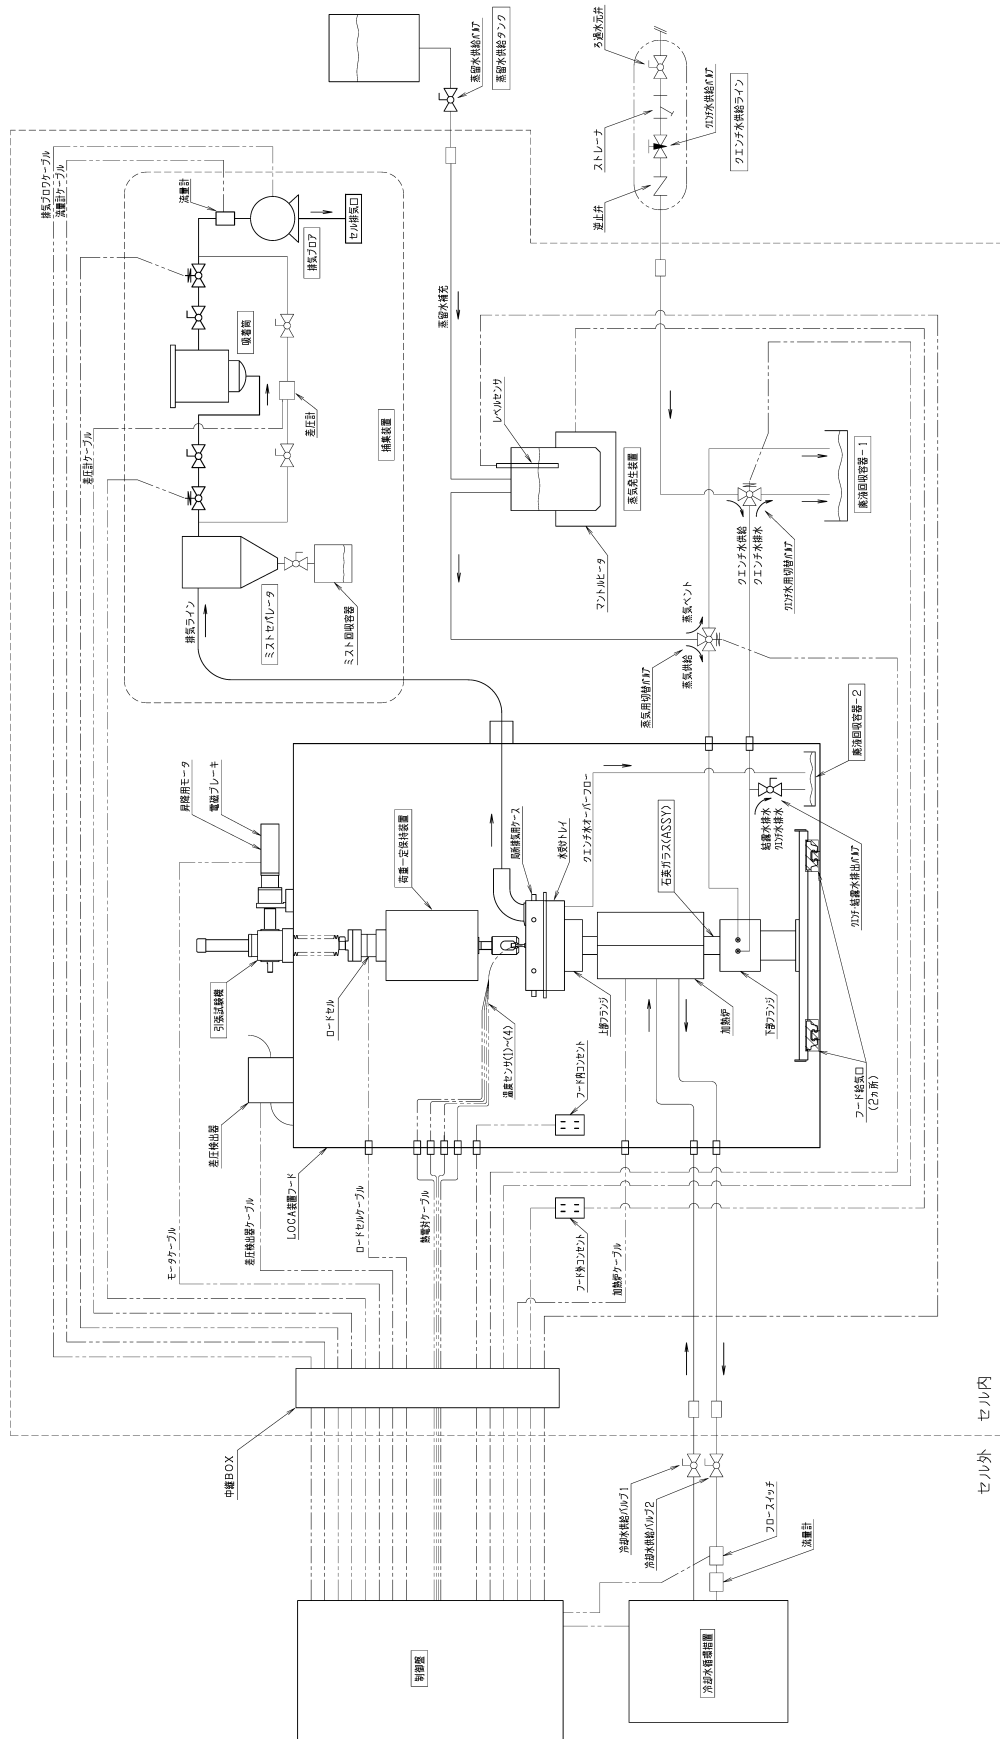 蒸留水供給ﾊﾞﾙﾌﾞ
蒸留水供給タンク
ろ過水元弁
ストレーナ
ｸｴﾝﾁ水供給ﾊﾞﾙﾌﾞ
クエンチ水供給ライン
逆止弁
排気ブロワケーブル
流量計ケーブル
流量計
排気ブロア
セル排気口
吸着筒
差圧計
差圧計ケーブル
捕集装置
排気ライン
ミストセパレータ
ミスト回収容器
蒸留水補充
レベルセンサ
蒸気発生装置
マントルヒータ
廃液回収容器-1
クエンチ水供給
クエンチ水排水
ｸｴﾝﾁ水用切替ﾊﾞﾙﾌﾞ
蒸気ベント
蒸気供給
蒸気用切替ﾊﾞﾙﾌﾞ
廃液回収容器-2
昇降用モータ
電磁ブレーキ
荷重一定保持装置
局所排気用ケース
水受けトレイ
クエンチ水オーバーフロー
石英ガラス(ASSY)
結露水排水
ｸｴﾝﾁ水排水
ｸｴﾝﾁ･結露水排出ﾊﾞﾙﾌﾞ
引張試験機
ロードセル
差圧検出器
温度センサ(1)~(4)
上部フランジ
加熱炉
下部フランジ
フード給気口
(2ヵ所)
フード内コンセント
LOCA装置フード
モータケーブル
差圧検出器ケーブル
ロードセルケーブル
熱電対ケーブル
フード外コンセント
加熱炉ケーブル
中継BOX
セル内
セル外
冷却水供給バルブ1
冷却水供給バルブ2
フロースイッチ
流量計
制御盤
冷却水循環措置